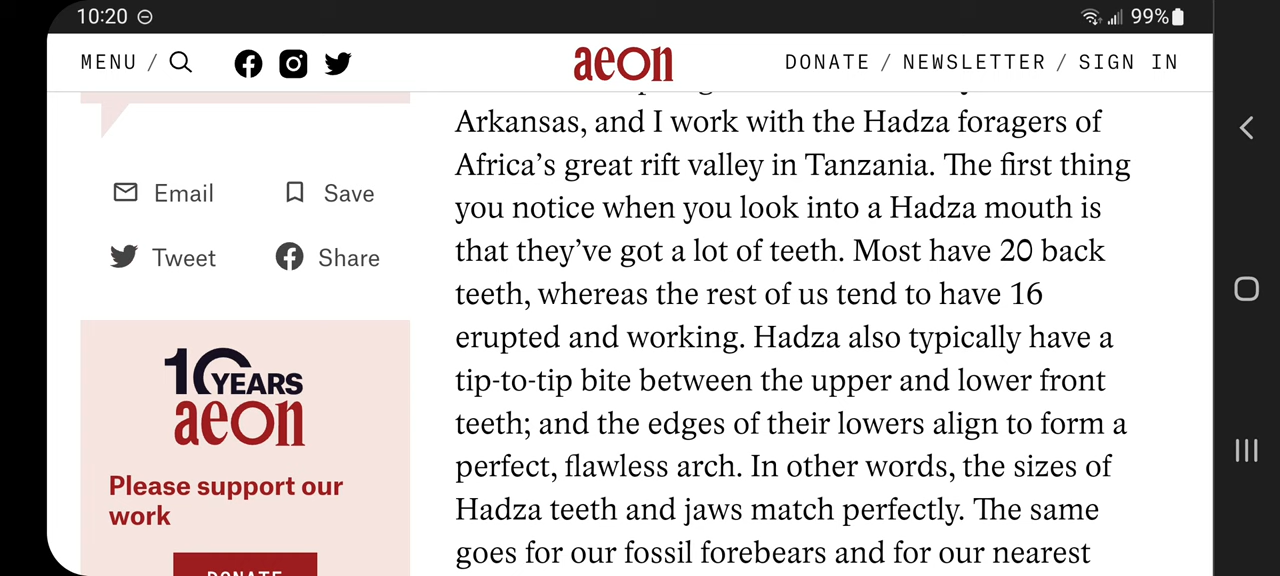 10:20
99%
MENU /
aeon
DONATE / NEWSLETTER / SIGN IN
Email
Save
Tweet
Share
10 YEARS
aeon
Please support our
work
DONATE
Arkansas, and I work with the Hadza foragers of
Africa’s great rift valley in Tanzania. The first thing
you notice when you look into a Hadza mouth is
that they’ve got a lot of teeth. Most have 20 back
teeth, whereas the rest of us tend to have 16
erupted and working. Hadza also typically have a
tip-to-tip bite between the upper and lower front
teeth; and the edges of their lowers align to form a
perfect, flawless arch. In other words, the sizes of
Hadza teeth and jaws match perfectly. The same
goes for our fossil forebears and for our nearest